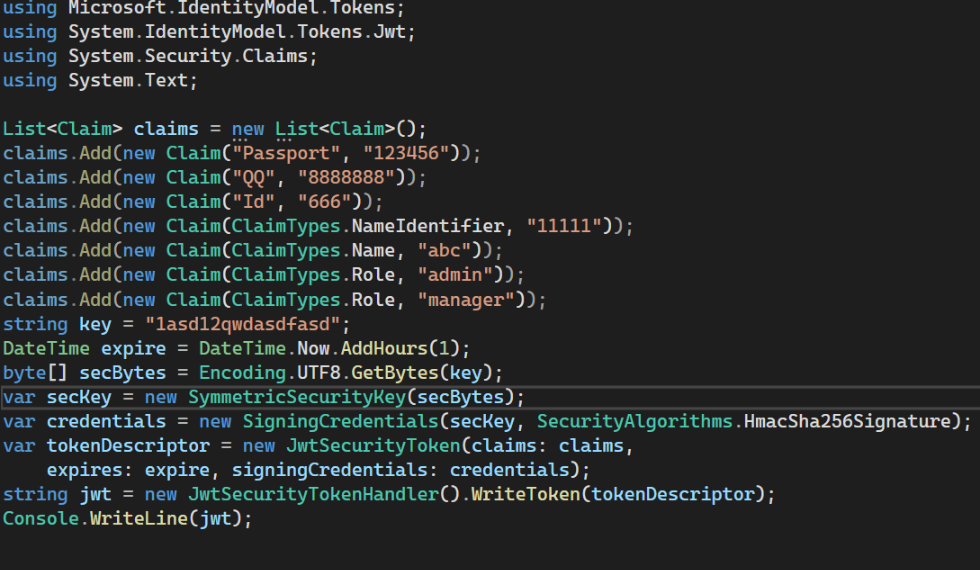 using Microsoft.IdentityModel.Tokens;
using System.IdentityModel.Tokens.Jwt;
using System.Security.Claims;
using System.Text;

List<Claim> claims = new List<Claim>();
claims.Add(new Claim("Passport", "123456"));
claims.Add(new Claim("QQ", "8888888"));
claims.Add(new Claim("Id", "666"));
claims.Add(new Claim(ClaimTypes.NameIdentifier, "11111"));
claims.Add(new Claim(ClaimTypes.Name, "abc"));
claims.Add(new Claim(ClaimTypes.Role, "admin"));
claims.Add(new Claim(ClaimTypes.Role, "manager"));
string key = "1asd12qwdasdfasd";
DateTime expire = DateTime.Now.AddHours(1);
byte[] secBytes = Encoding.UTF8.GetBytes(key);
var secKey = new SymmetricSecurityKey(secBytes);
var credentials = new SigningCredentials(secKey, SecurityAlgorithms.HmacSha256Signature);
var tokenDescriptor = new JwtSecurityToken(claims: claims,
    expires: expire, signingCredentials: credentials);
string jwt = new JwtSecurityTokenHandler().WriteToken(tokenDescriptor);
Console.WriteLine(jwt);